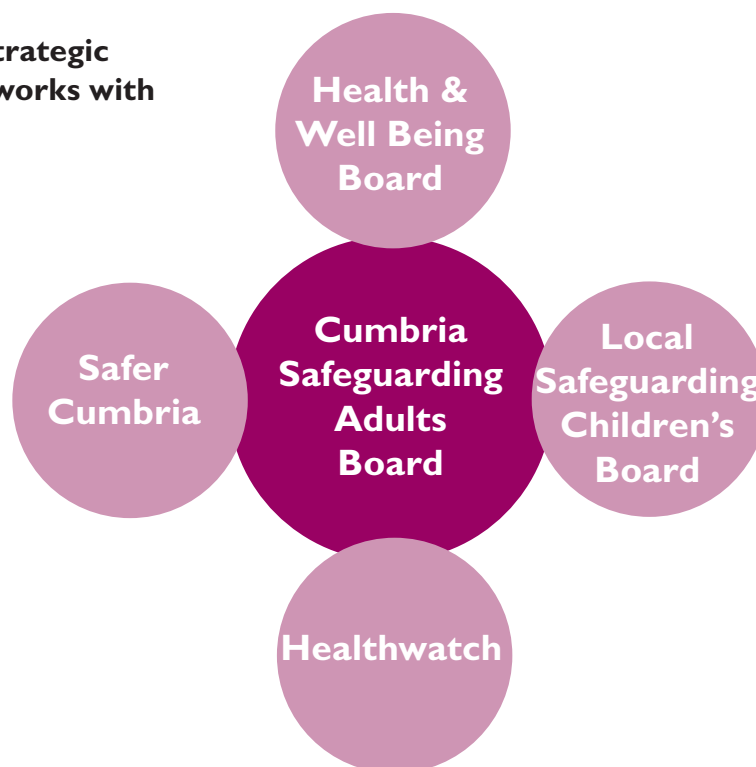 trategic
works with
Health &
Well Being
Board
Cumbria
Safeguarding
Adults
Board
Safer
Cumbria
Local
Safeguarding
Children's
Board
Healthwatch